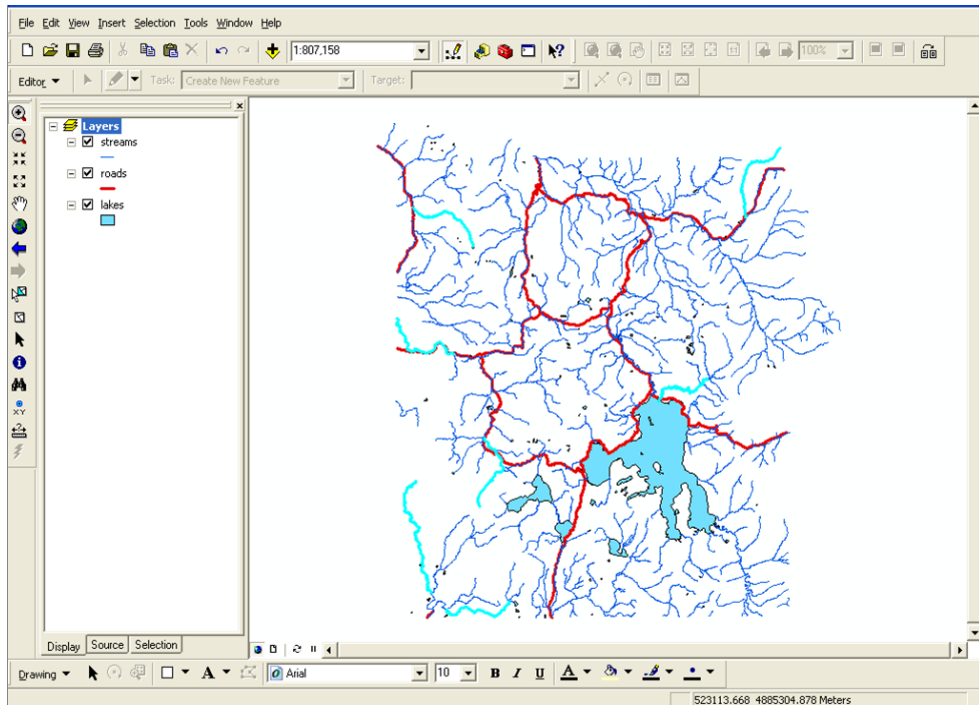 File Edit View Insert Selection Tools Window Help
1:807,158 100%
Editor Task: Create New Feature Target:
Layers
streams
roads
lakes
XY
Display Source Selection
Drawing A Arial 10 B I U A
523113.668 4885304.878 Meters